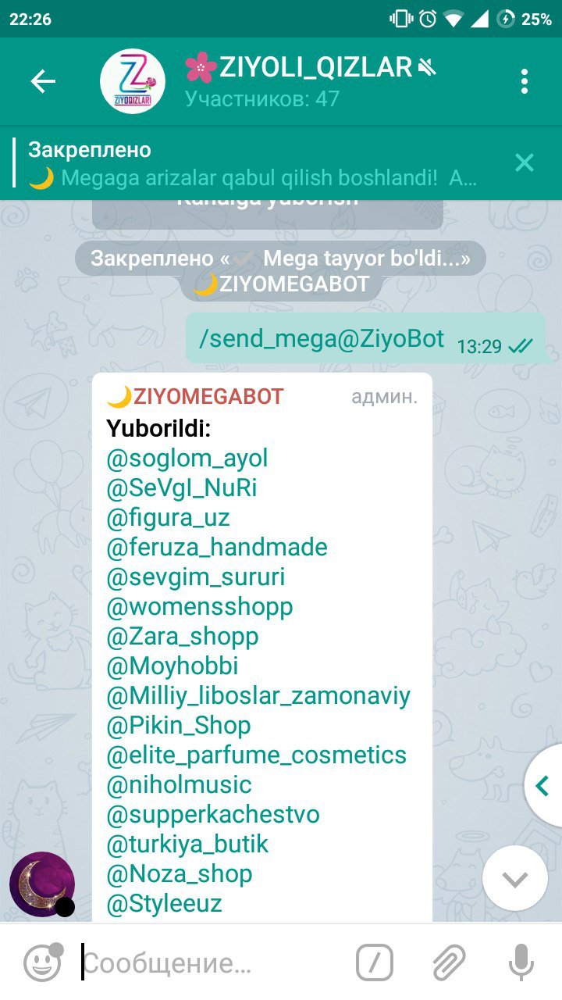 22:26
25%
ZIYOLI_QIZLAR
ZIYOQIZLARI
Участников: 47
Закреплено
Megaga arizalar qabul qilish boshlandi! A...
Kanalga yuborish
Закреплено « Mega tayyor bo'ldi...»
ZIYOMEGABOT
/send_mega@ZiyoBot 13:29
ZIYOMEGABOT админ.
Yuborildi:
@soglom_ayol
@SeVgI_NuRi
@figura_uz
@feruza_handmade
@sevgim_sururi
@womensshopp
@Zara_shopp
@Moyhobbi
@Milliy_liboslar_zamonaviy
@Pikin_Shop
@elite_parfume_cosmetics
@niholmusic
@supperkachestvo
@turkiya_butik
@Noza_shop
@Styleeuz
Сообщение...